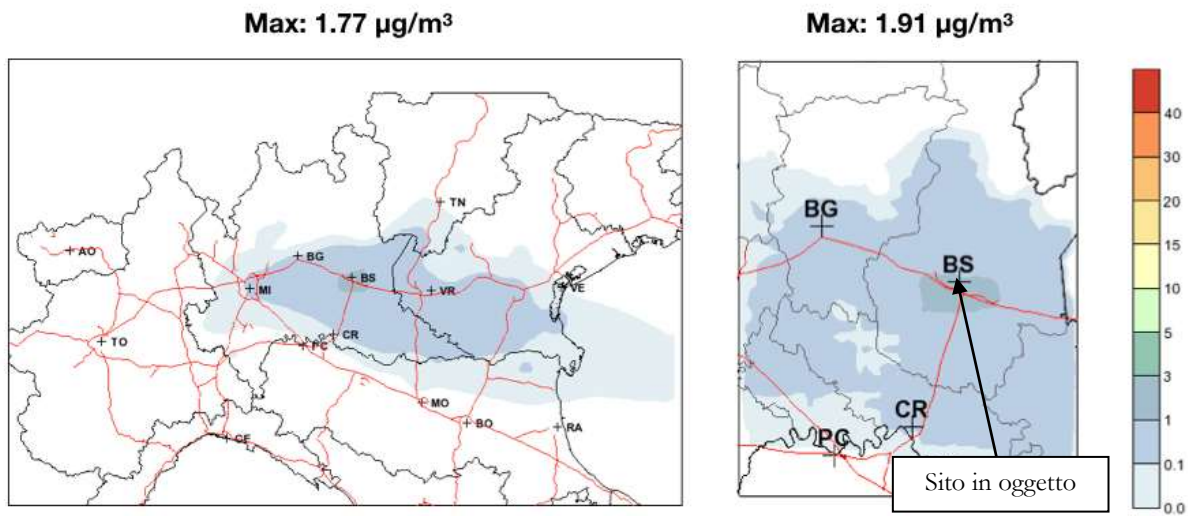 Max: 1.77 µg/m³
Max: 1.91 µg/m³
TN
AO
BG
BS
MI
VR
VE
CR
PC
TO
MO
BO
RA
GE
BG
BS
CR
PC
Sito in oggetto
40
30
20
15
10
5
3
1
0.1
0.0